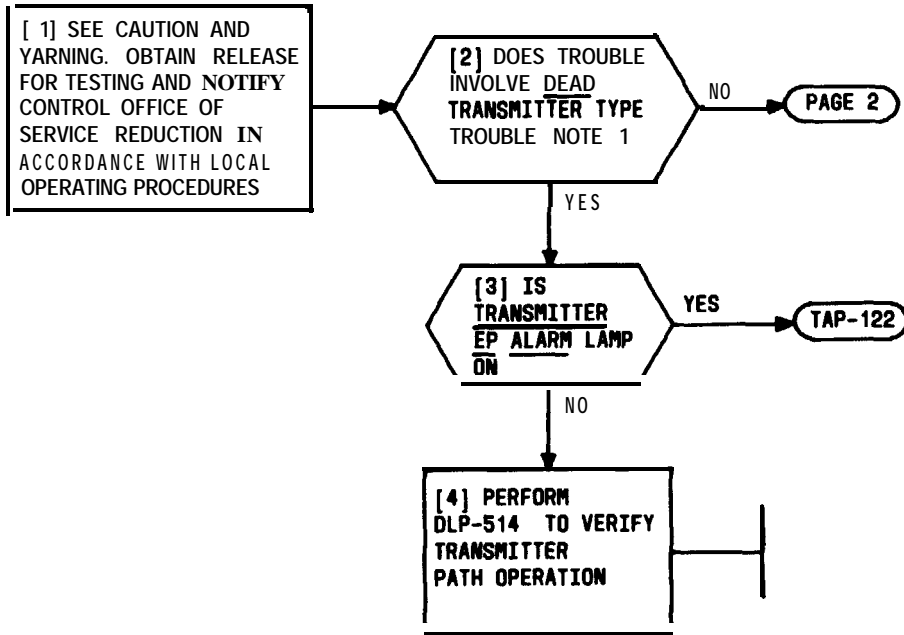 [ 1] SEE CAUTION AND
YARNING. OBTAIN RELEASE
FOR TESTING AND NOTIFY
CONTROL OFFICE OF
SERVICE REDUCTION IN
ACCORDANCE WITH LOCAL
OPERATING PROCEDURES
[2] DOES TROUBLE
INVOLVE DEAD
TRANSMITTER TYPE
TROUBLE NOTE 1
NO
PAGE 2
YES
[3] IS
TRANSMITTER
EP ALARM LAMP
ON
YES
TAP-122
NO
[4] PERFORM
DLP-514 TO VERIFY
TRANSMITTER
PATH OPERATION